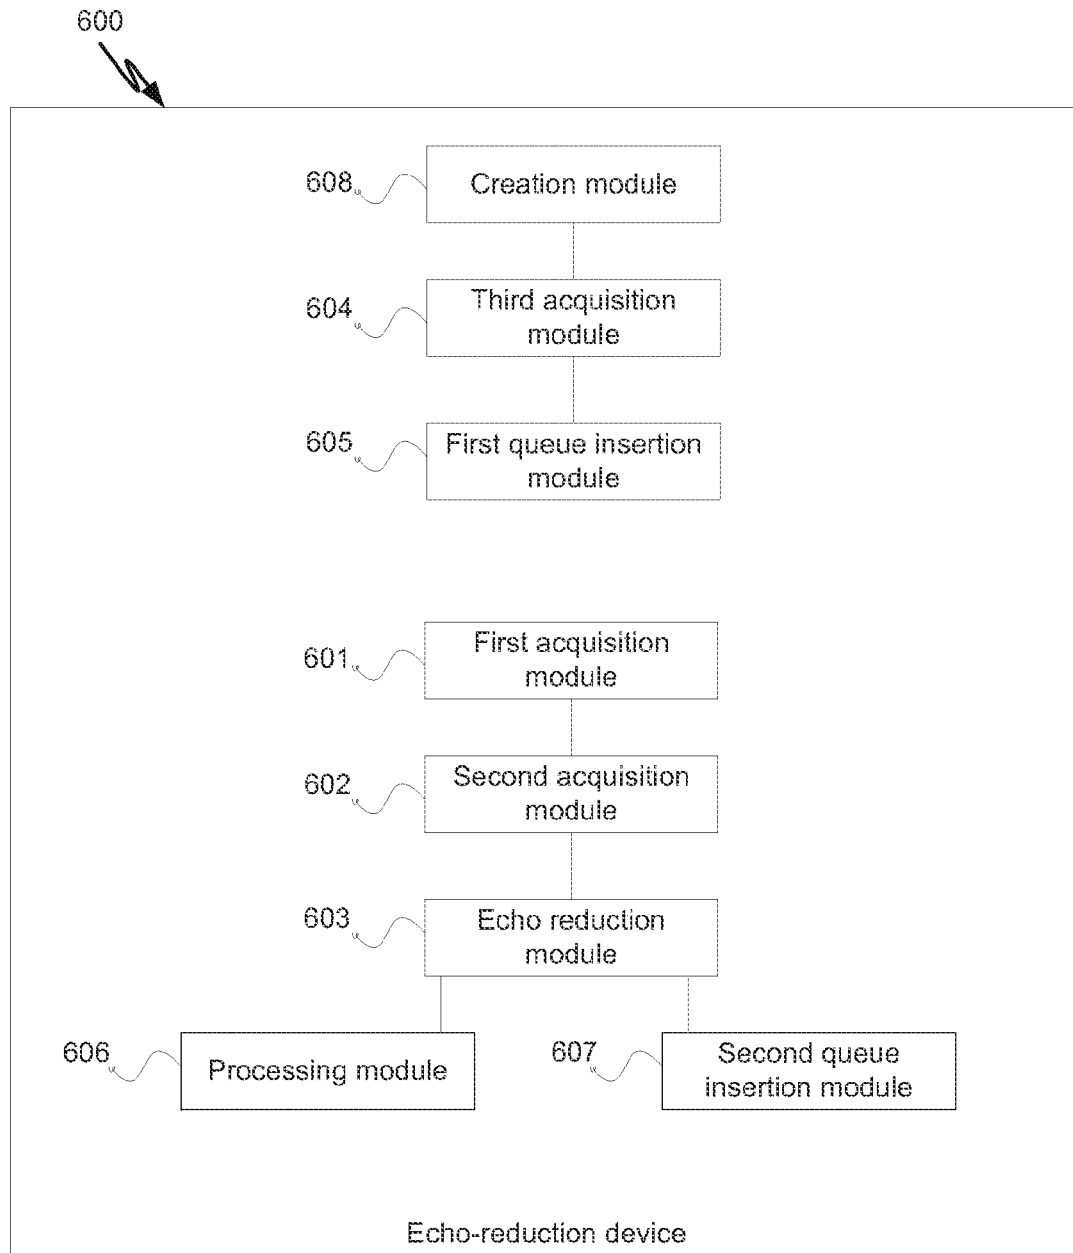 600
608
Creation module
604
Third acquisition
module
605
First queue insertion
module
601
First acquisition
module
602
Second acquisition
module
603
Echo reduction
module
606
Processing module
607
Second queue
insertion module
Echo-reduction device